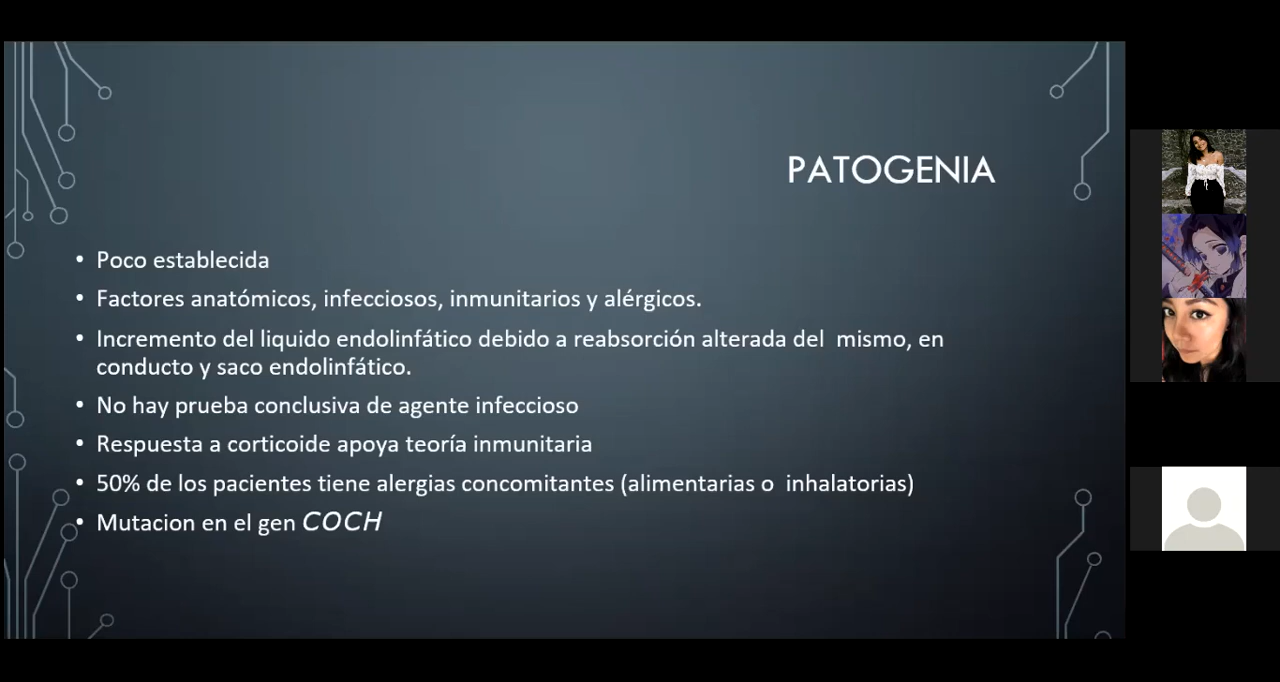 PATOGENIA
• Poco establecida
• Factores anatómicos, infecciosos, inmunitarios y alérgicos.
• Incremento del liquido endolinfático debido a reabsorción alterada del  mismo, en
conducto y saco endolinfático.
• No hay prueba conclusiva de agente infeccioso
• Respuesta a corticoide apoya teoría inmunitaria
• 50% de los pacientes tiene alergias concomitantes (alimentarias o  inhalatorias)
• Mutacion en el gen COCH